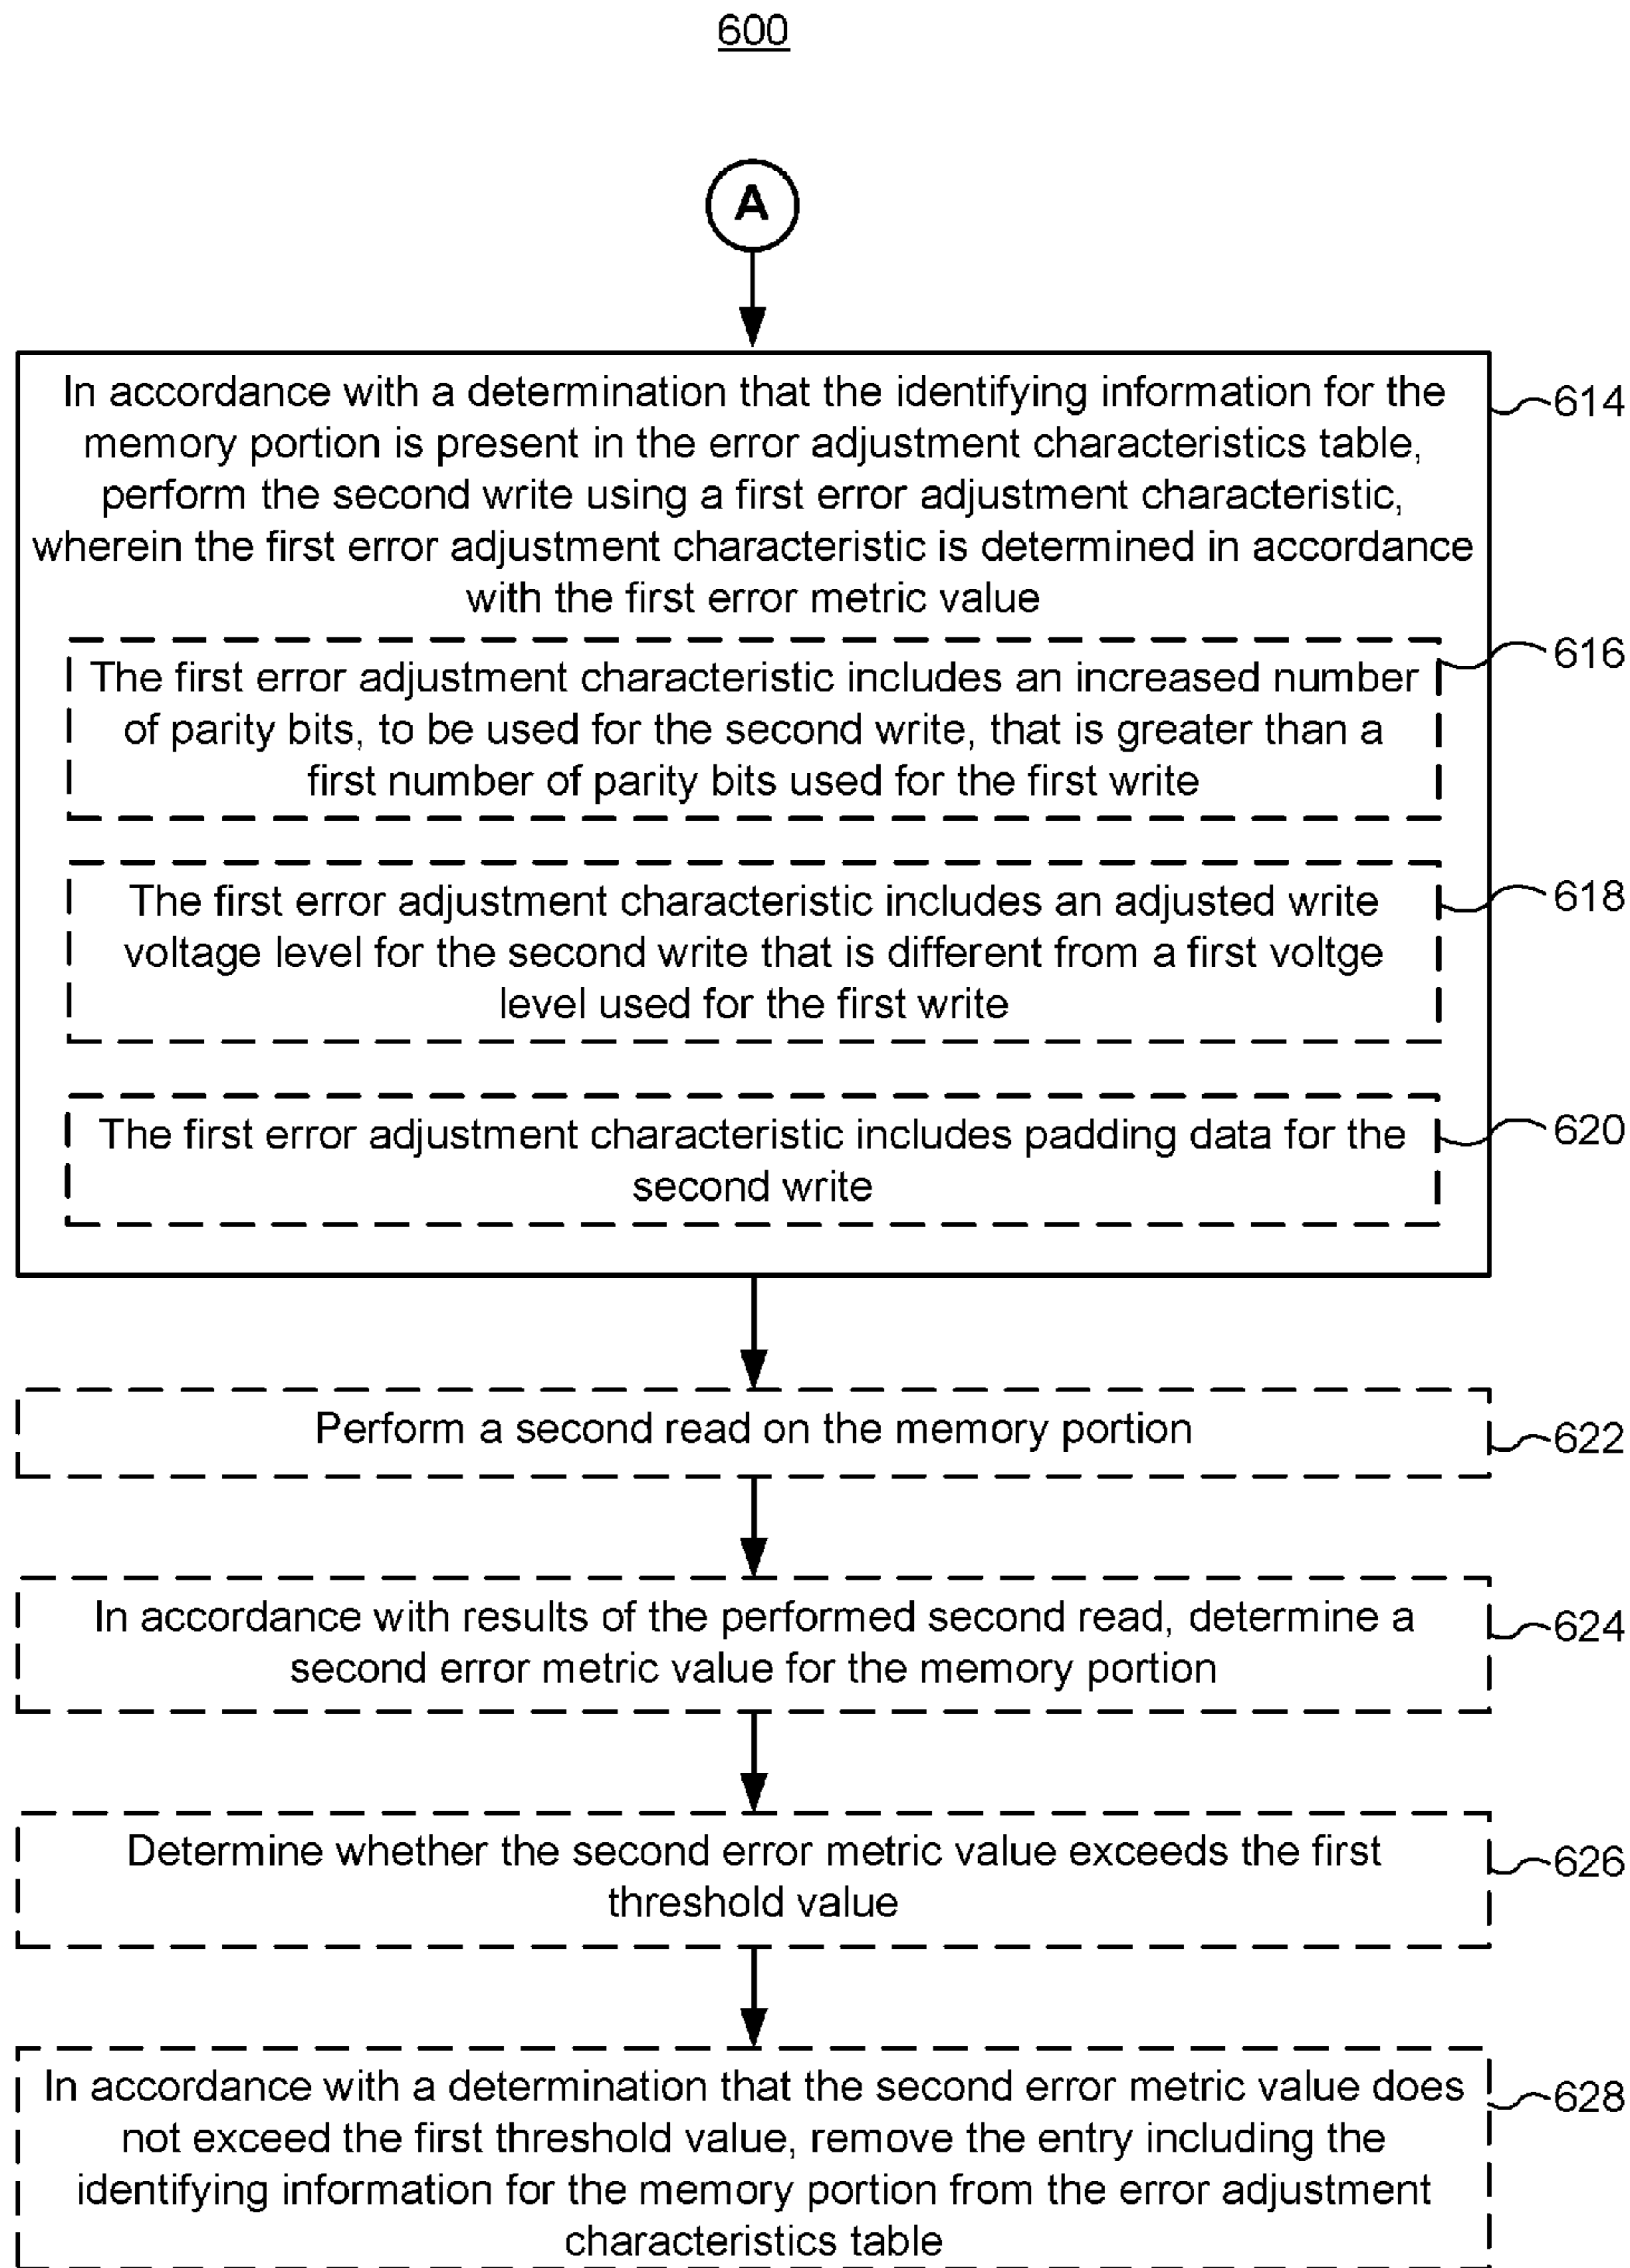 600
A
In accordance with a determination that the identifying information for the
memory portion is present in the error adjustment characteristics table,
perform the second write using a first error adjustment characteristic,
wherein the first error adjustment characteristic is determined in accordance
with the first error metric value
614
The first error adjustment characteristic includes an increased number
of parity bits, to be used for the second write, that is greater than a
first number of parity bits used for the first write
616
The first error adjustment characteristic includes an adjusted write
voltage level for the second write that is different from a first voltge
level used for the first write
618
The first error adjustment characteristic includes padding data for the
second write
620
Perform a second read on the memory portion
622
In accordance with results of the performed second read, determine a
second error metric value for the memory portion
624
Determine whether the second error metric value exceeds the first
threshold value
626
In accordance with a determination that the second error metric value does
not exceed the first threshold value, remove the entry including the
identifying information for the memory portion from the error adjustment
characteristics table
628